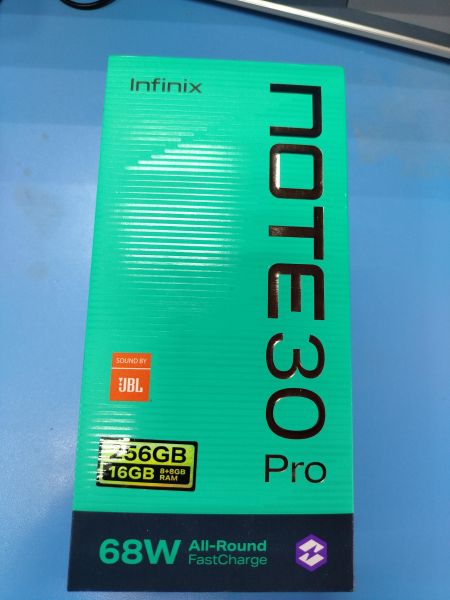 Infinix
NOTE 30
Pro
SOUND BY
JBL
256GB
16GB 8+8GB
RAM
68W All-Round
FastCharge